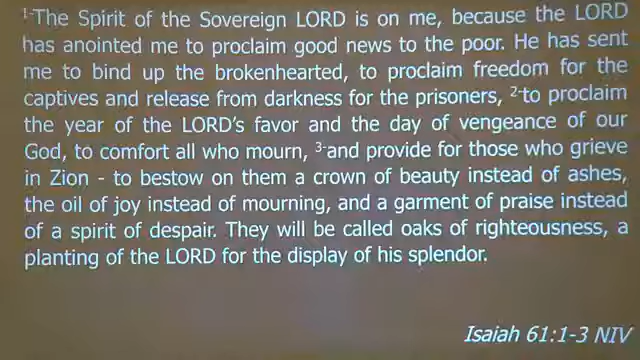 1-The Spirit of the Sovereign LORD is on me, because the LORD
has anointed me to proclaim good news to the poor. He has sent
me to bind up the brokenhearted, to proclaim freedom for the
captives and release from darkness for the prisoners, 2-to proclaim
the year of the LORD’s favor and the day of vengeance of our
God, to comfort all who mourn, 3-and provide for those who grieve
in Zion - to bestow on them a crown of beauty instead of ashes,
the oil of joy instead of mourning, and a garment of praise instead
of a spirit of despair. They will be called oaks of righteousness, a
planting of the LORD for the display of his splendor.
Isaiah 61:1-3 NIV